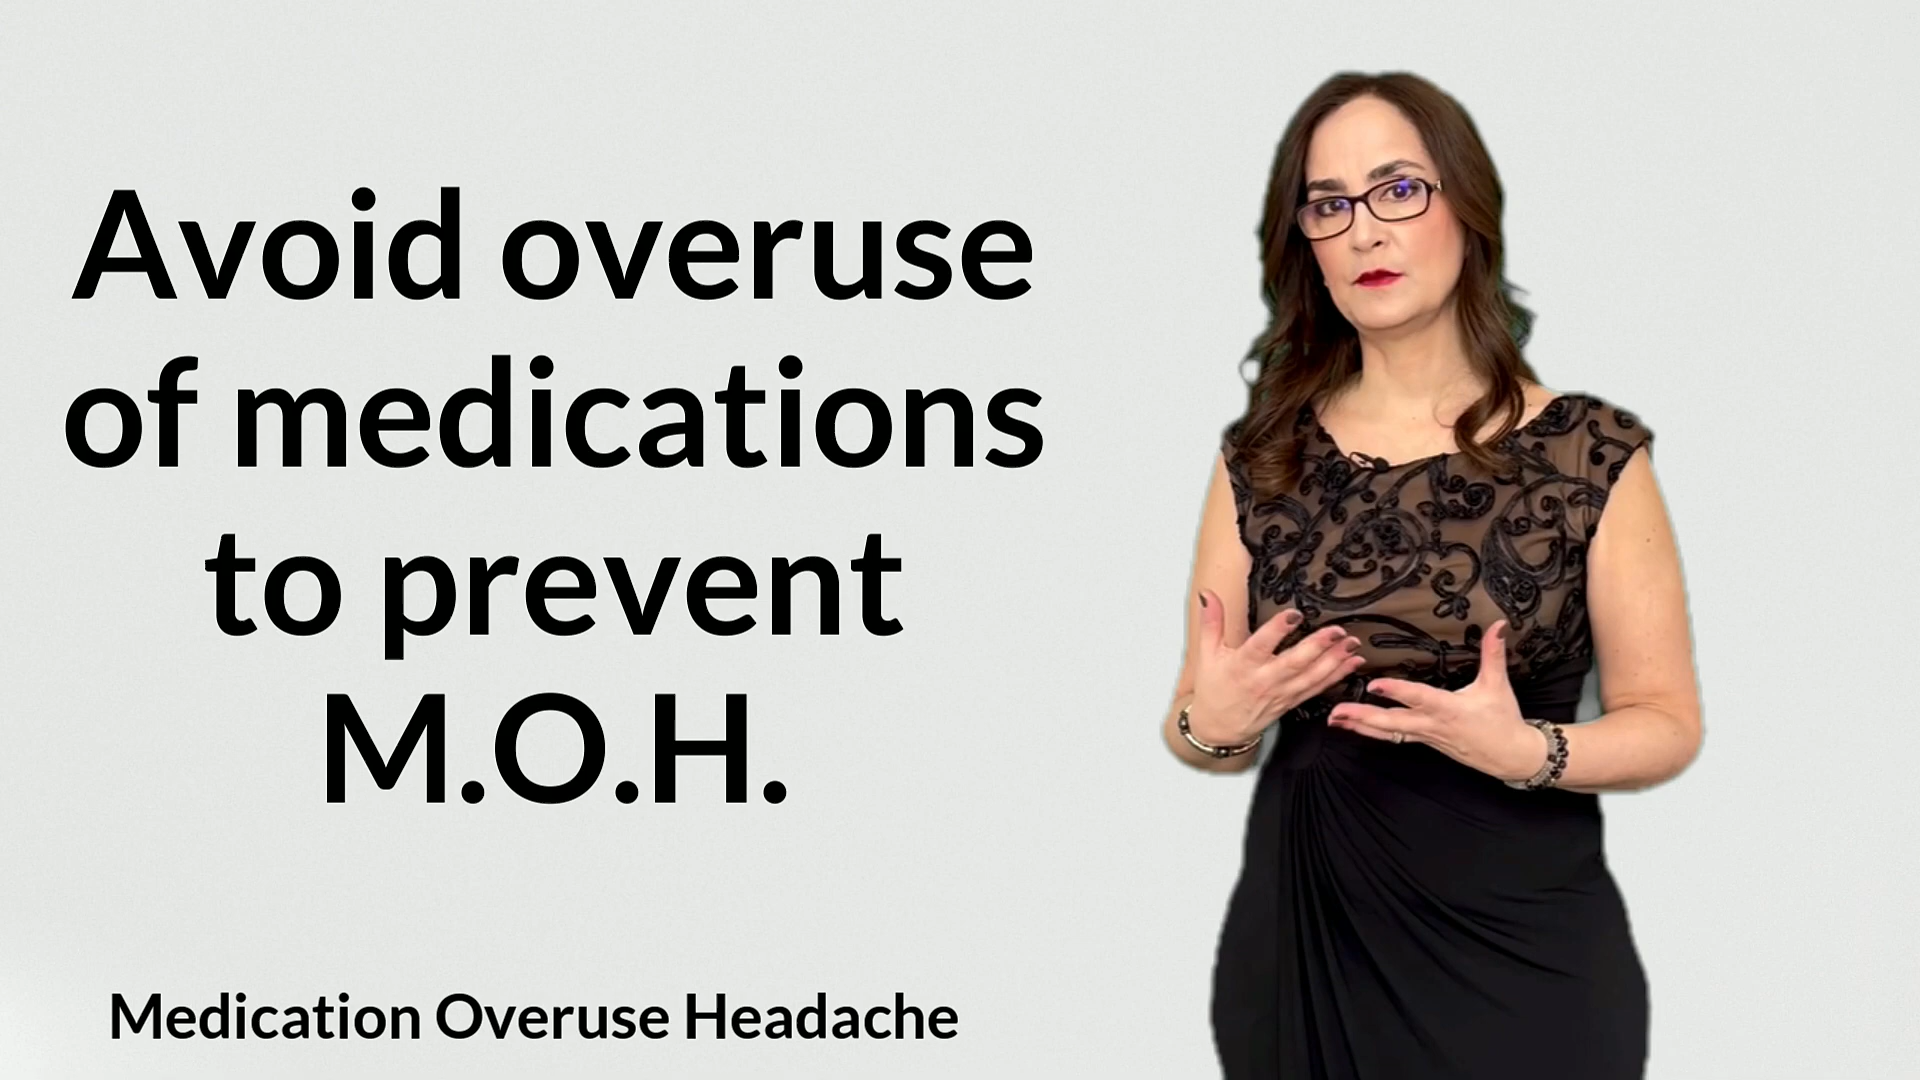 Avoid overuse
of medications
to prevent
M.O.H.
Medication Overuse Headache